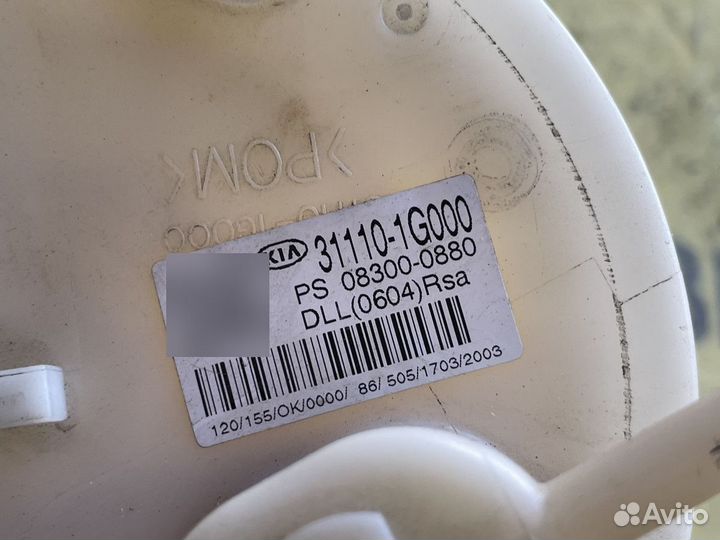 >POM<
KIA 31110-1G000
PS 08300-0880
DLL(0604)Rsa
120/155/OK/0000/ 86/ 505/1703/2003
Avito